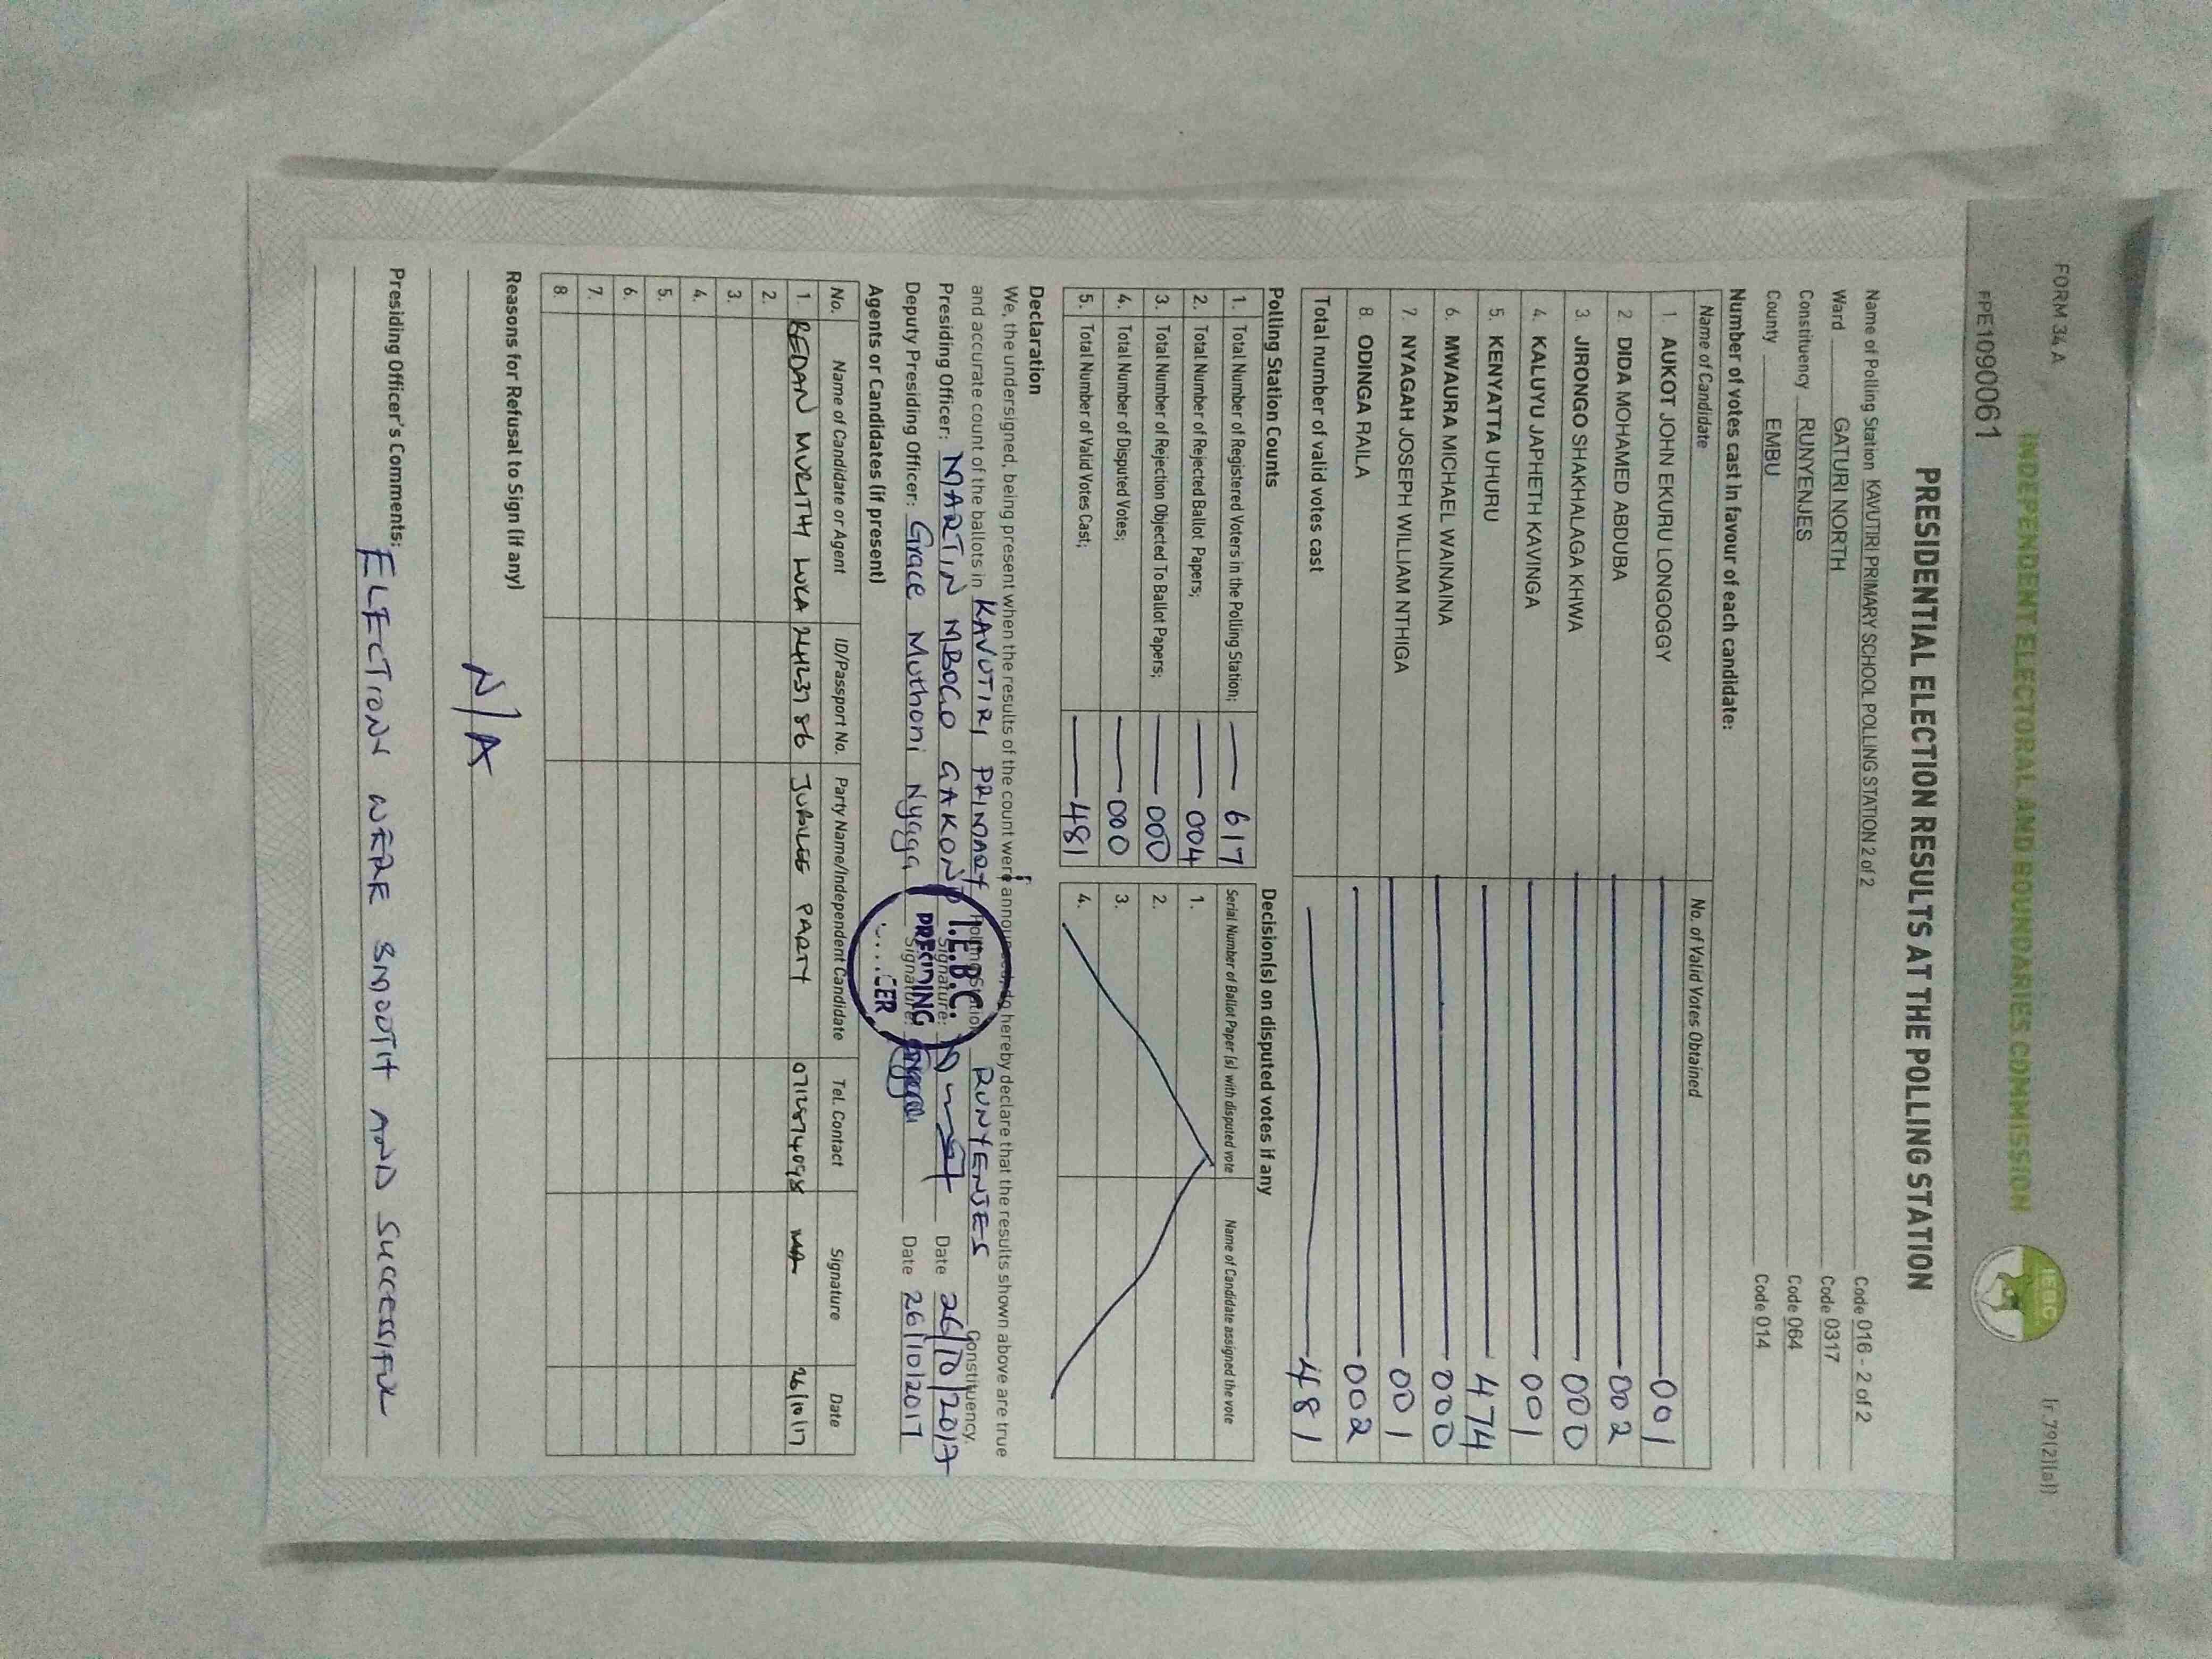 FORM 34 A
Ir 79(2)(a)]
INDEPENDENT ELECTORAL AND BOUNDARIES COMMISSION
IEBC
PPE1090061
PRESIDENTIAL ELECTION RESULTS AT THE POLLING STATION
Name of Polling Station KAVUTIRI PRIMARY SCHOOL POLLING STATION 2 of 2 Code 016 - 2 of 2
Ward GATURI NORTH Code 0317
Constituency RUNYENJES Code 064
County EMBU Code 014
Number of votes cast in favour of each candidate:
Name of Candidate No. of Valid Votes Obtained
1. AUKOT JOHN EKURU LONGOGGY 001
2. DIDA MOHAMED ABDUBA 002
3. JIRONGO SHAKHALAGA KHWA 000
4. KALUYU JAPHETH KAVINGA 001
5. KENYATTA UHURU 474
6. MWAURA MICHAEL WAINAINA 000
7. NYAGAH JOSEPH WILLIAM NTHIGA 001
8. ODINGA RAILA 002
Total number of valid votes cast 481
Polling Station Counts
1. Total Number of Registered Voters in the Polling Station; 617
2. Total Number of Rejected Ballot Papers; 004
3. Total Number of Rejection Objected To Ballot Papers; 000
4. Total Number of Disputed Votes; 000
5. Total Number of Valid Votes Cast; 481
Decision(s) on disputed votes if any
Serial Number of Ballot Paper (s) with disputed vote Name of Candidate assigned the vote
1.
2.
3.
4.
Declaration
We, the undersigned, being present when the results of the count were announced, do hereby declare that the results shown above are true
and accurate count of the ballots in KAVUTIRI PRIMARY Polling Station RUNYENJES Constituency.
Presiding Officer: MARTIN MBOGO GAKONO Signature: Date 26/10/2017
Deputy Presiding Officer: Grace Muthoni Nyaga Signature: Date 26/10/2017
I.E.B.C.
PRECIDING
Agents or Candidates (if present)
No. Name of Candidate or Agent ID/Passport No. Party Name/Independent Candidate Tel. Contact Signature Date
1. BEDAN MURITHI LUCA 24123786 JUBILEE PARTY 0712874098 26/10/17
2.
3.
4.
5.
6.
7.
8.
Reasons for Refusal to Sign (if any)
N/A
Presiding Officer's Comments;
ELECTIONS WERE SMOOTH AND SUCCESSIFUL